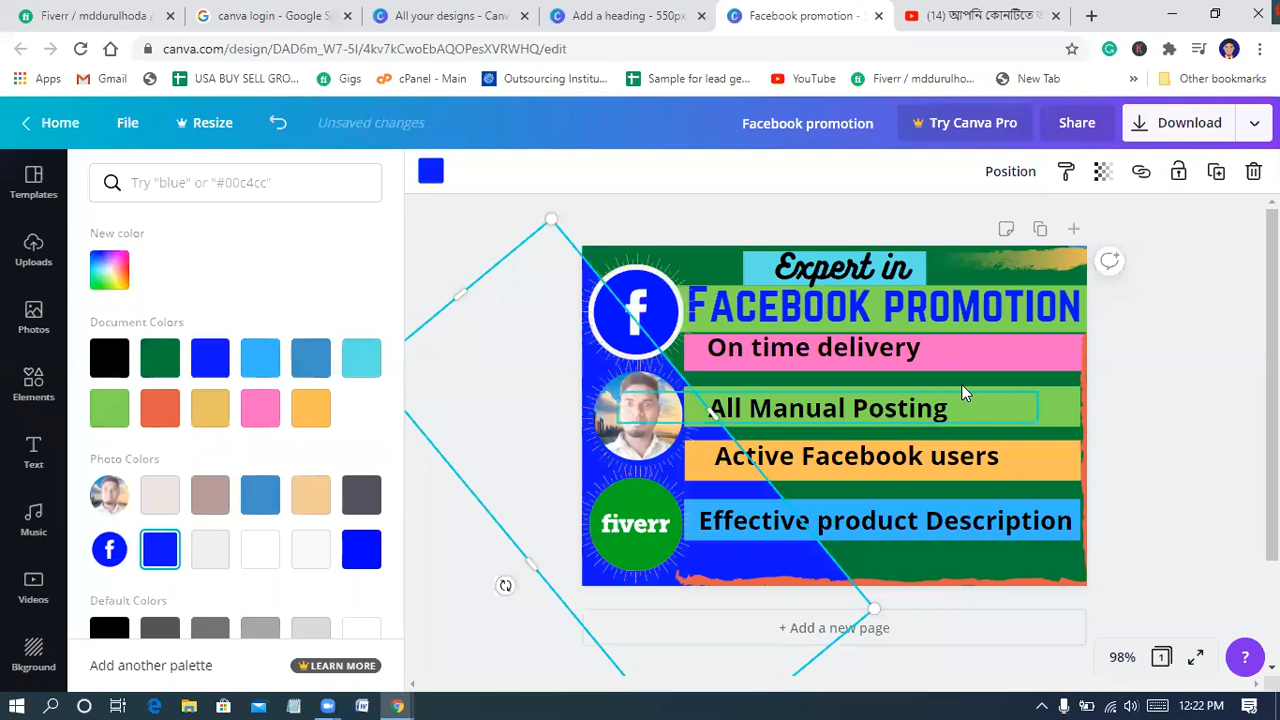 Fiverr / mddurulhoda
canva login - Google S
All your designs - Canva
Add a heading - 550px
Facebook promotion -
(14) আপনি কোনটিতে
canva.com/design/DAD6m_W7-5I/4kv7kCwoEbAQOPesXVRWHQ/edit
Apps
Gmail
USA BUY SELL GRO...
Gigs
cPanel - Main
Outsourcing Institu...
Sample for lead ge...
YouTube
Fiverr / mddurulho...
New Tab
Other bookmarks
Home
File
Resize
Unsaved changes
Facebook promotion
Try Canva Pro
Share
Download
Templates
Uploads
Photos
Elements
Text
Music
Videos
Bkground
Try "blue" or "#00c4cc"
New color
Document Colors
Photo Colors
Default Colors
Add another palette
LEARN MORE
Position
Expert in
FACEBOOK PROMOTION
On time delivery
All Manual Posting
Active Facebook users
Effective product Description
fiverr
+ Add a new page
98%
1
?
12:22 PM